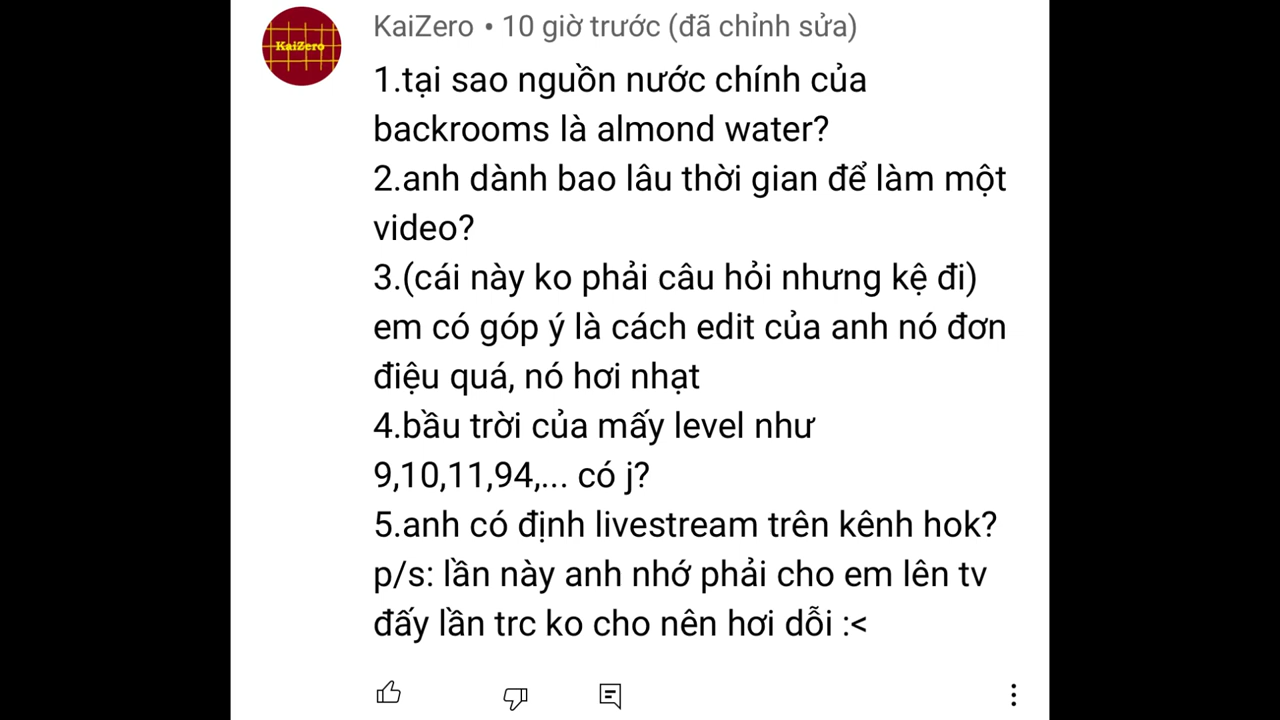 KaiZero
KaiZero • 10 giờ trước (đã chỉnh sửa)
1.tại sao nguồn nước chính của
backrooms là almond water?
2.anh dành bao lâu thời gian để làm một
video?
3.(cái này ko phải câu hỏi nhưng kệ đi)
em có góp ý là cách edit của anh nó đơn
điệu quá, nó hơi nhạt
4.bầu trời của mấy level như
9,10,11,94,... có j?
5.anh có định livestream trên kênh hok?
p/s: lần này anh nhớ phải cho em lên tv
đấy lần trc ko cho nên hơi dỗi :<